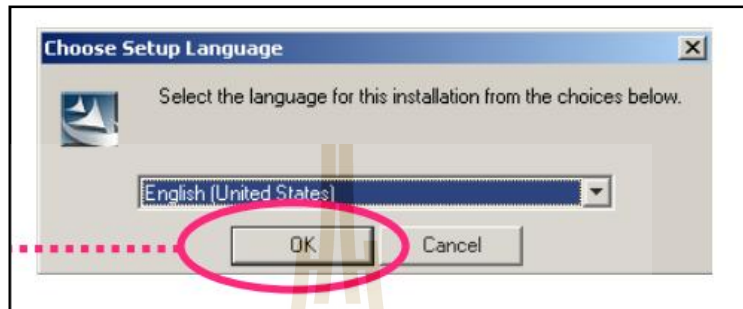 Choose Setup Language
Select the language for this installation from the choices below.
English (United States)
OK
Cancel